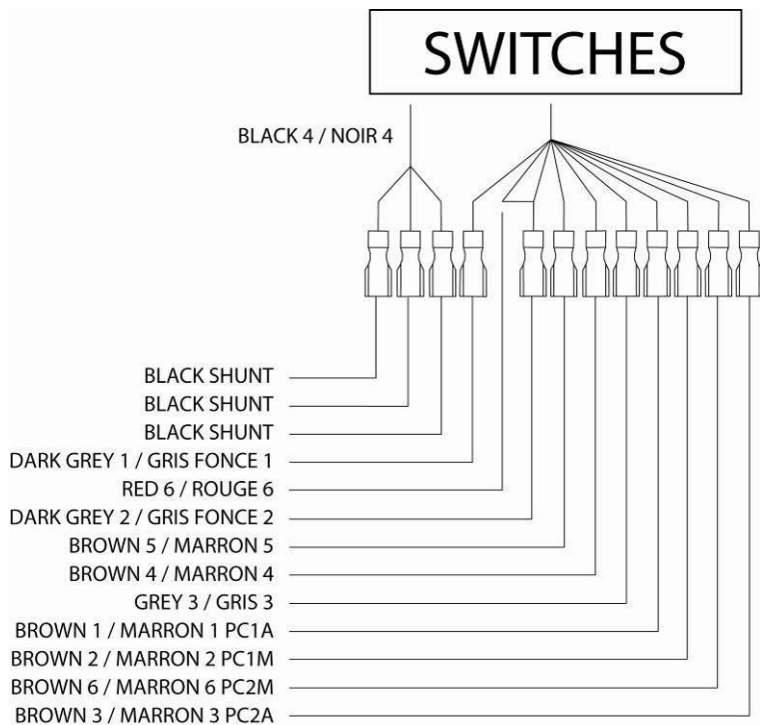 SWITCHES
BLACK 4 / NOIR 4
BLACK SHUNT
BLACK SHUNT
BLACK SHUNT
DARK GREY 1 / GRIS FONCE 1
RED 6 / ROUGE 6
DARK GREY 2 / GRIS FONCE 2
BROWN 5 / MARRON 5
BROWN 4 / MARRON 4
GREY 3 / GRIS 3
BROWN 1 / MARRON 1 PC1A
BROWN 2 / MARRON 2 PC1M
BROWN 6 / MARRON 6 PC2M
BROWN 3 / MARRON 3 PC2A